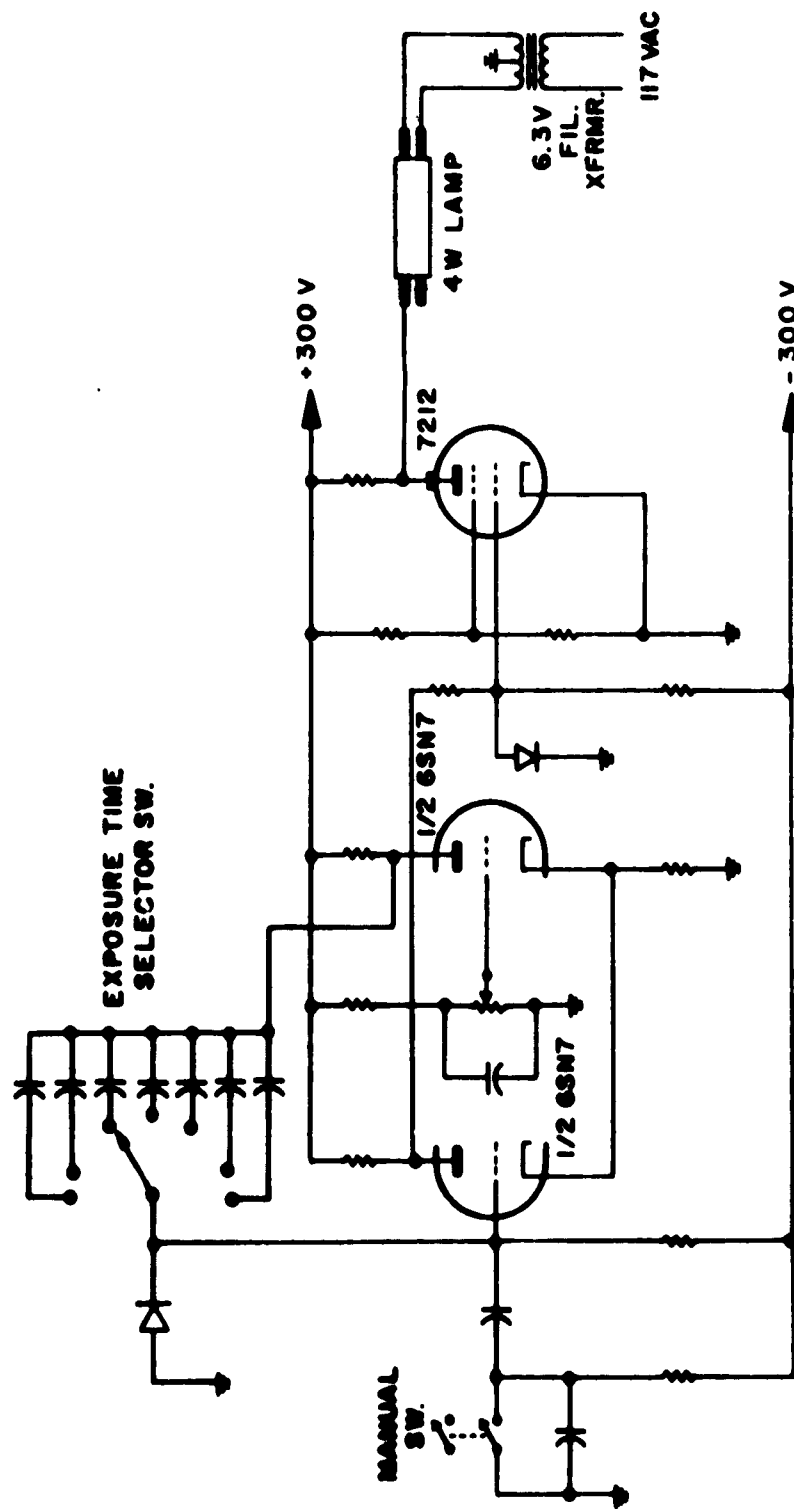 EXPOSURE TIME
SELECTOR SW.
MANUAL
SW.
1/2 6SN7
1/2 6SN7
7212
+300 V
-300 V
4W LAMP
6.3V
FIL.
XFRMR.
117 VAC